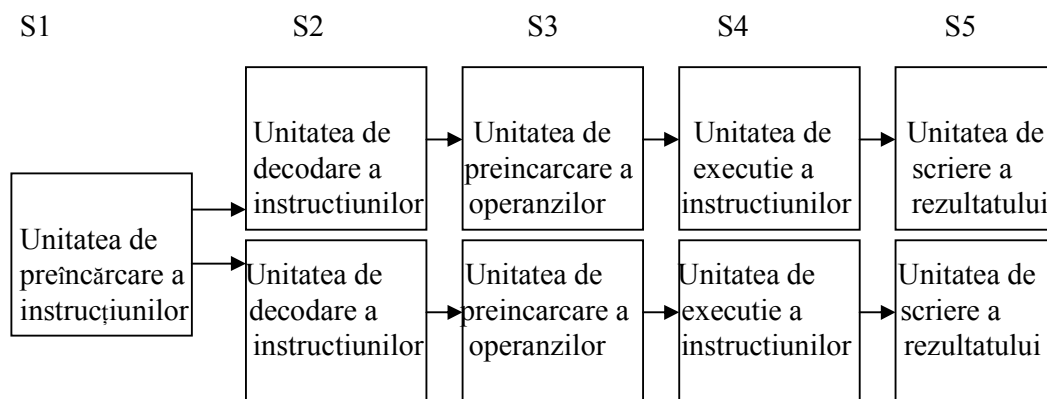 S1 S2 S3 S4 S5
Unitatea de
decodare a
instructiunilor
Unitatea de
preincarcare a
operanzilor
Unitatea de
executie a
instructiunilor
Unitatea de
scriere a
rezultatului
Unitatea de
preîncărcare a
instrucțiunilor
Unitatea de
decodare a
instructiunilor
Unitatea de
preincarcare a
operanzilor
Unitatea de
executie a
instructiunilor
Unitatea de
scriere a
rezultatului